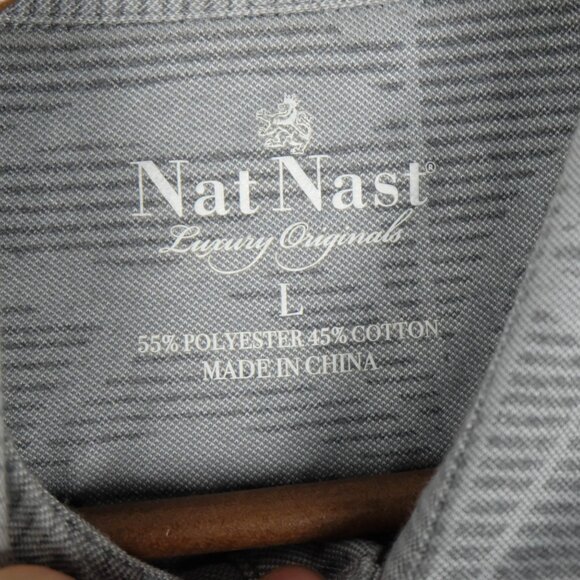 Nat Nast®
Luxury Originals
L
55% POLYESTER 45% COTTON
MADE IN CHINA